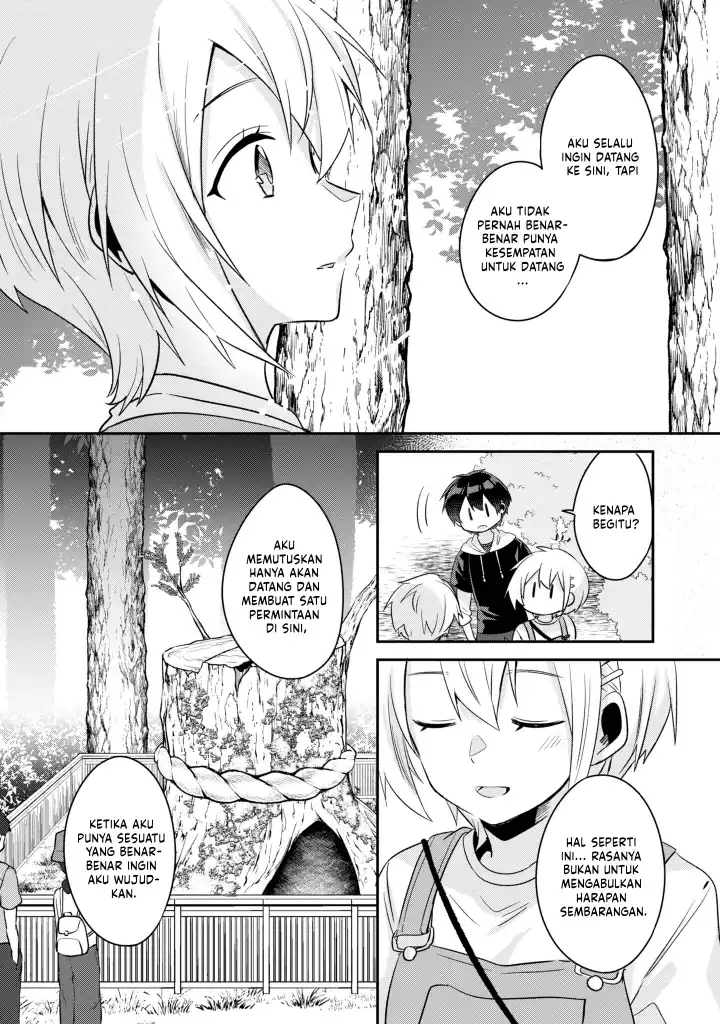 AKU SELALU
INGIN DATANG
KE SINI, TAPI
AKU TIDAK
PERNAH BENAR-
BENAR PUNYA
KESEMPATAN
UNTUK DATANG
...
KENAPA
BEGITU?
HAL SEPERTI
INI... RASANYA
BUKAN UNTUK
MENGABULKAN
HARAPAN
SEMBARANGAN.
AKU
MEMUTUSKAN
HANYA AKAN
DATANG DAN
MEMBUAT SATU
PERMINTAAN
DI SINI,
KETIKA AKU
PUNYA SESUATU
YANG BENAR-
BENAR INGIN
AKU WUJUD-
KAN.